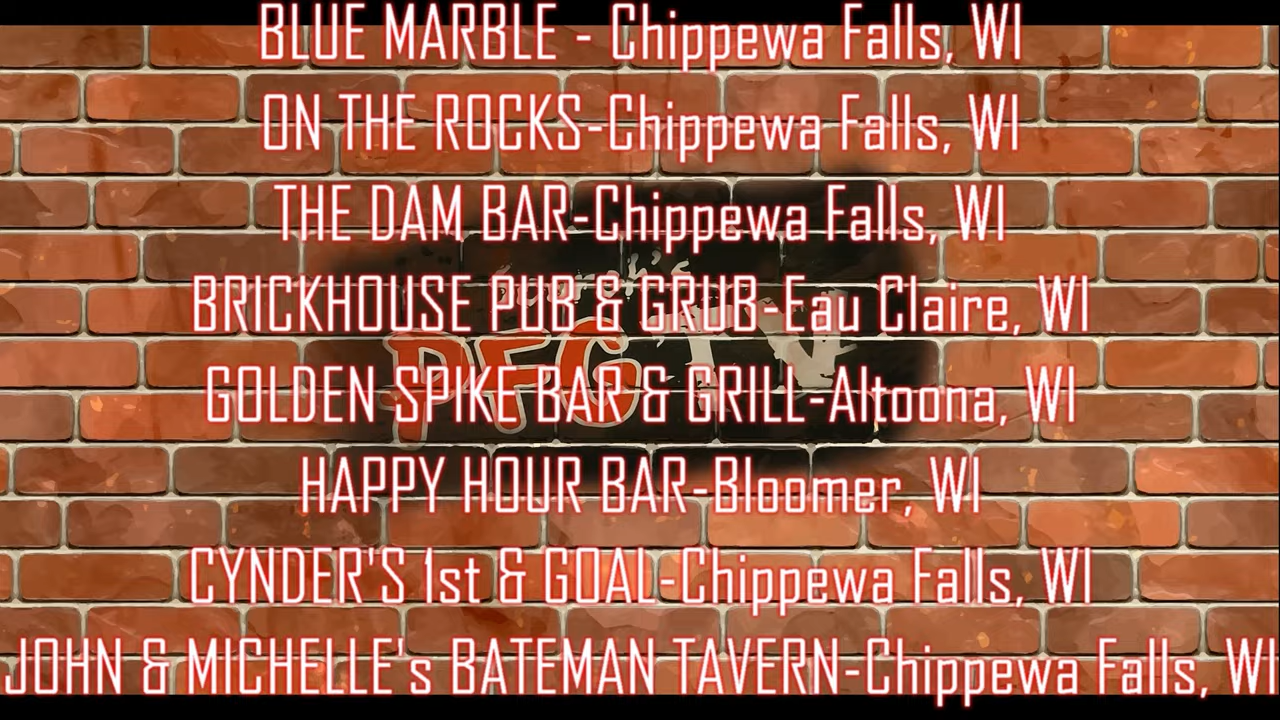 BLUE MARBLE - Chippewa Falls, WI
ON THE ROCKS-Chippewa Falls, WI
THE DAM BAR-Chippewa Falls, WI
BRICKHOUSE PUB & GRUB-Eau Claire, WI
PFG TV
GOLDEN SPIKE BAR & GRILL-Altoona, WI
HAPPY HOUR BAR-Bloomer, WI
CYNDER'S 1st & GOAL-Chippewa Falls, WI
JOHN & MICHELLE's BATEMAN TAVERN-Chippewa Falls, WI